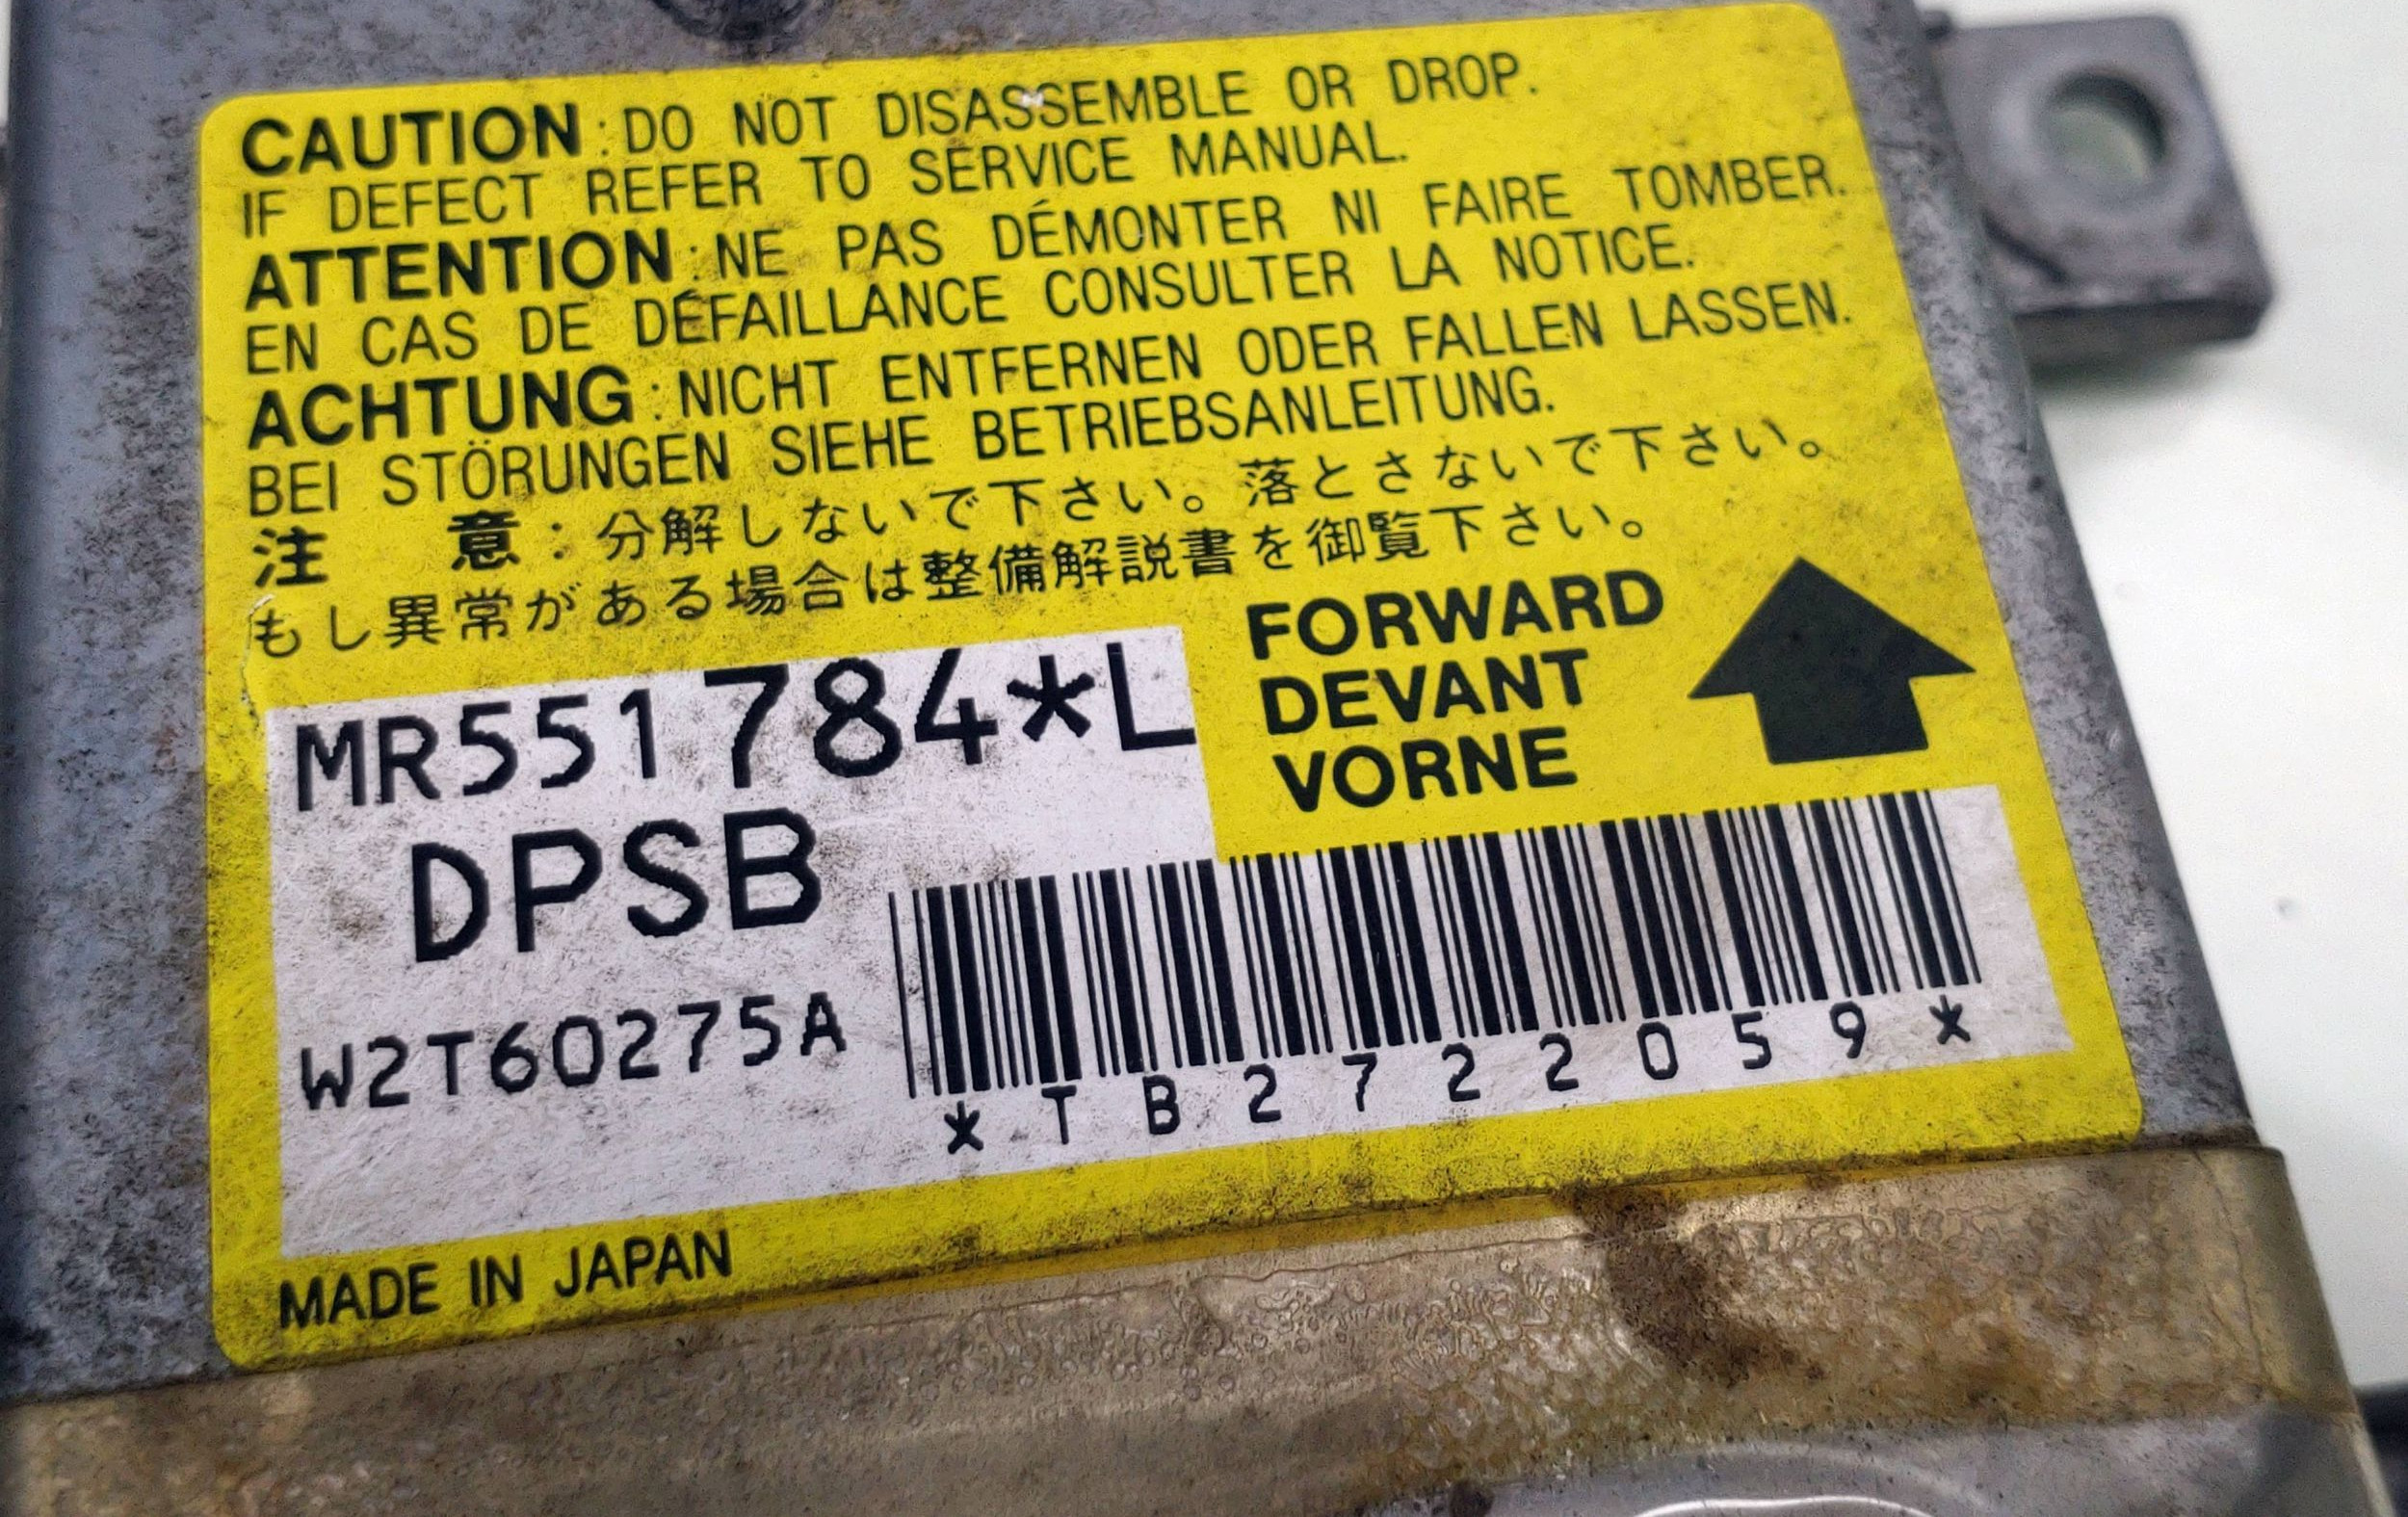 CAUTION : DO NOT DISASSEMBLE OR DROP.
IF DEFECT REFER TO SERVICE MANUAL.
ATTENTION : NE PAS DÉMONTER NI FAIRE TOMBER.
EN CAS DE DÉFAILLANCE CONSULTER LA NOTICE.
ACHTUNG : NICHT ENTFERNEN ODER FALLEN LASSEN.
BEI STÖRUNGEN SIEHE BETRIEBSANLEITUNG.
注 意 : 分解しないで下さい。落とさないで下さい。
もし異常がある場合は整備解説書を御覧下さい。
FORWARD
DEVANT
VORNE
MR551784*L
DPSB
W2T60275A
*TB2722059*
MADE IN JAPAN